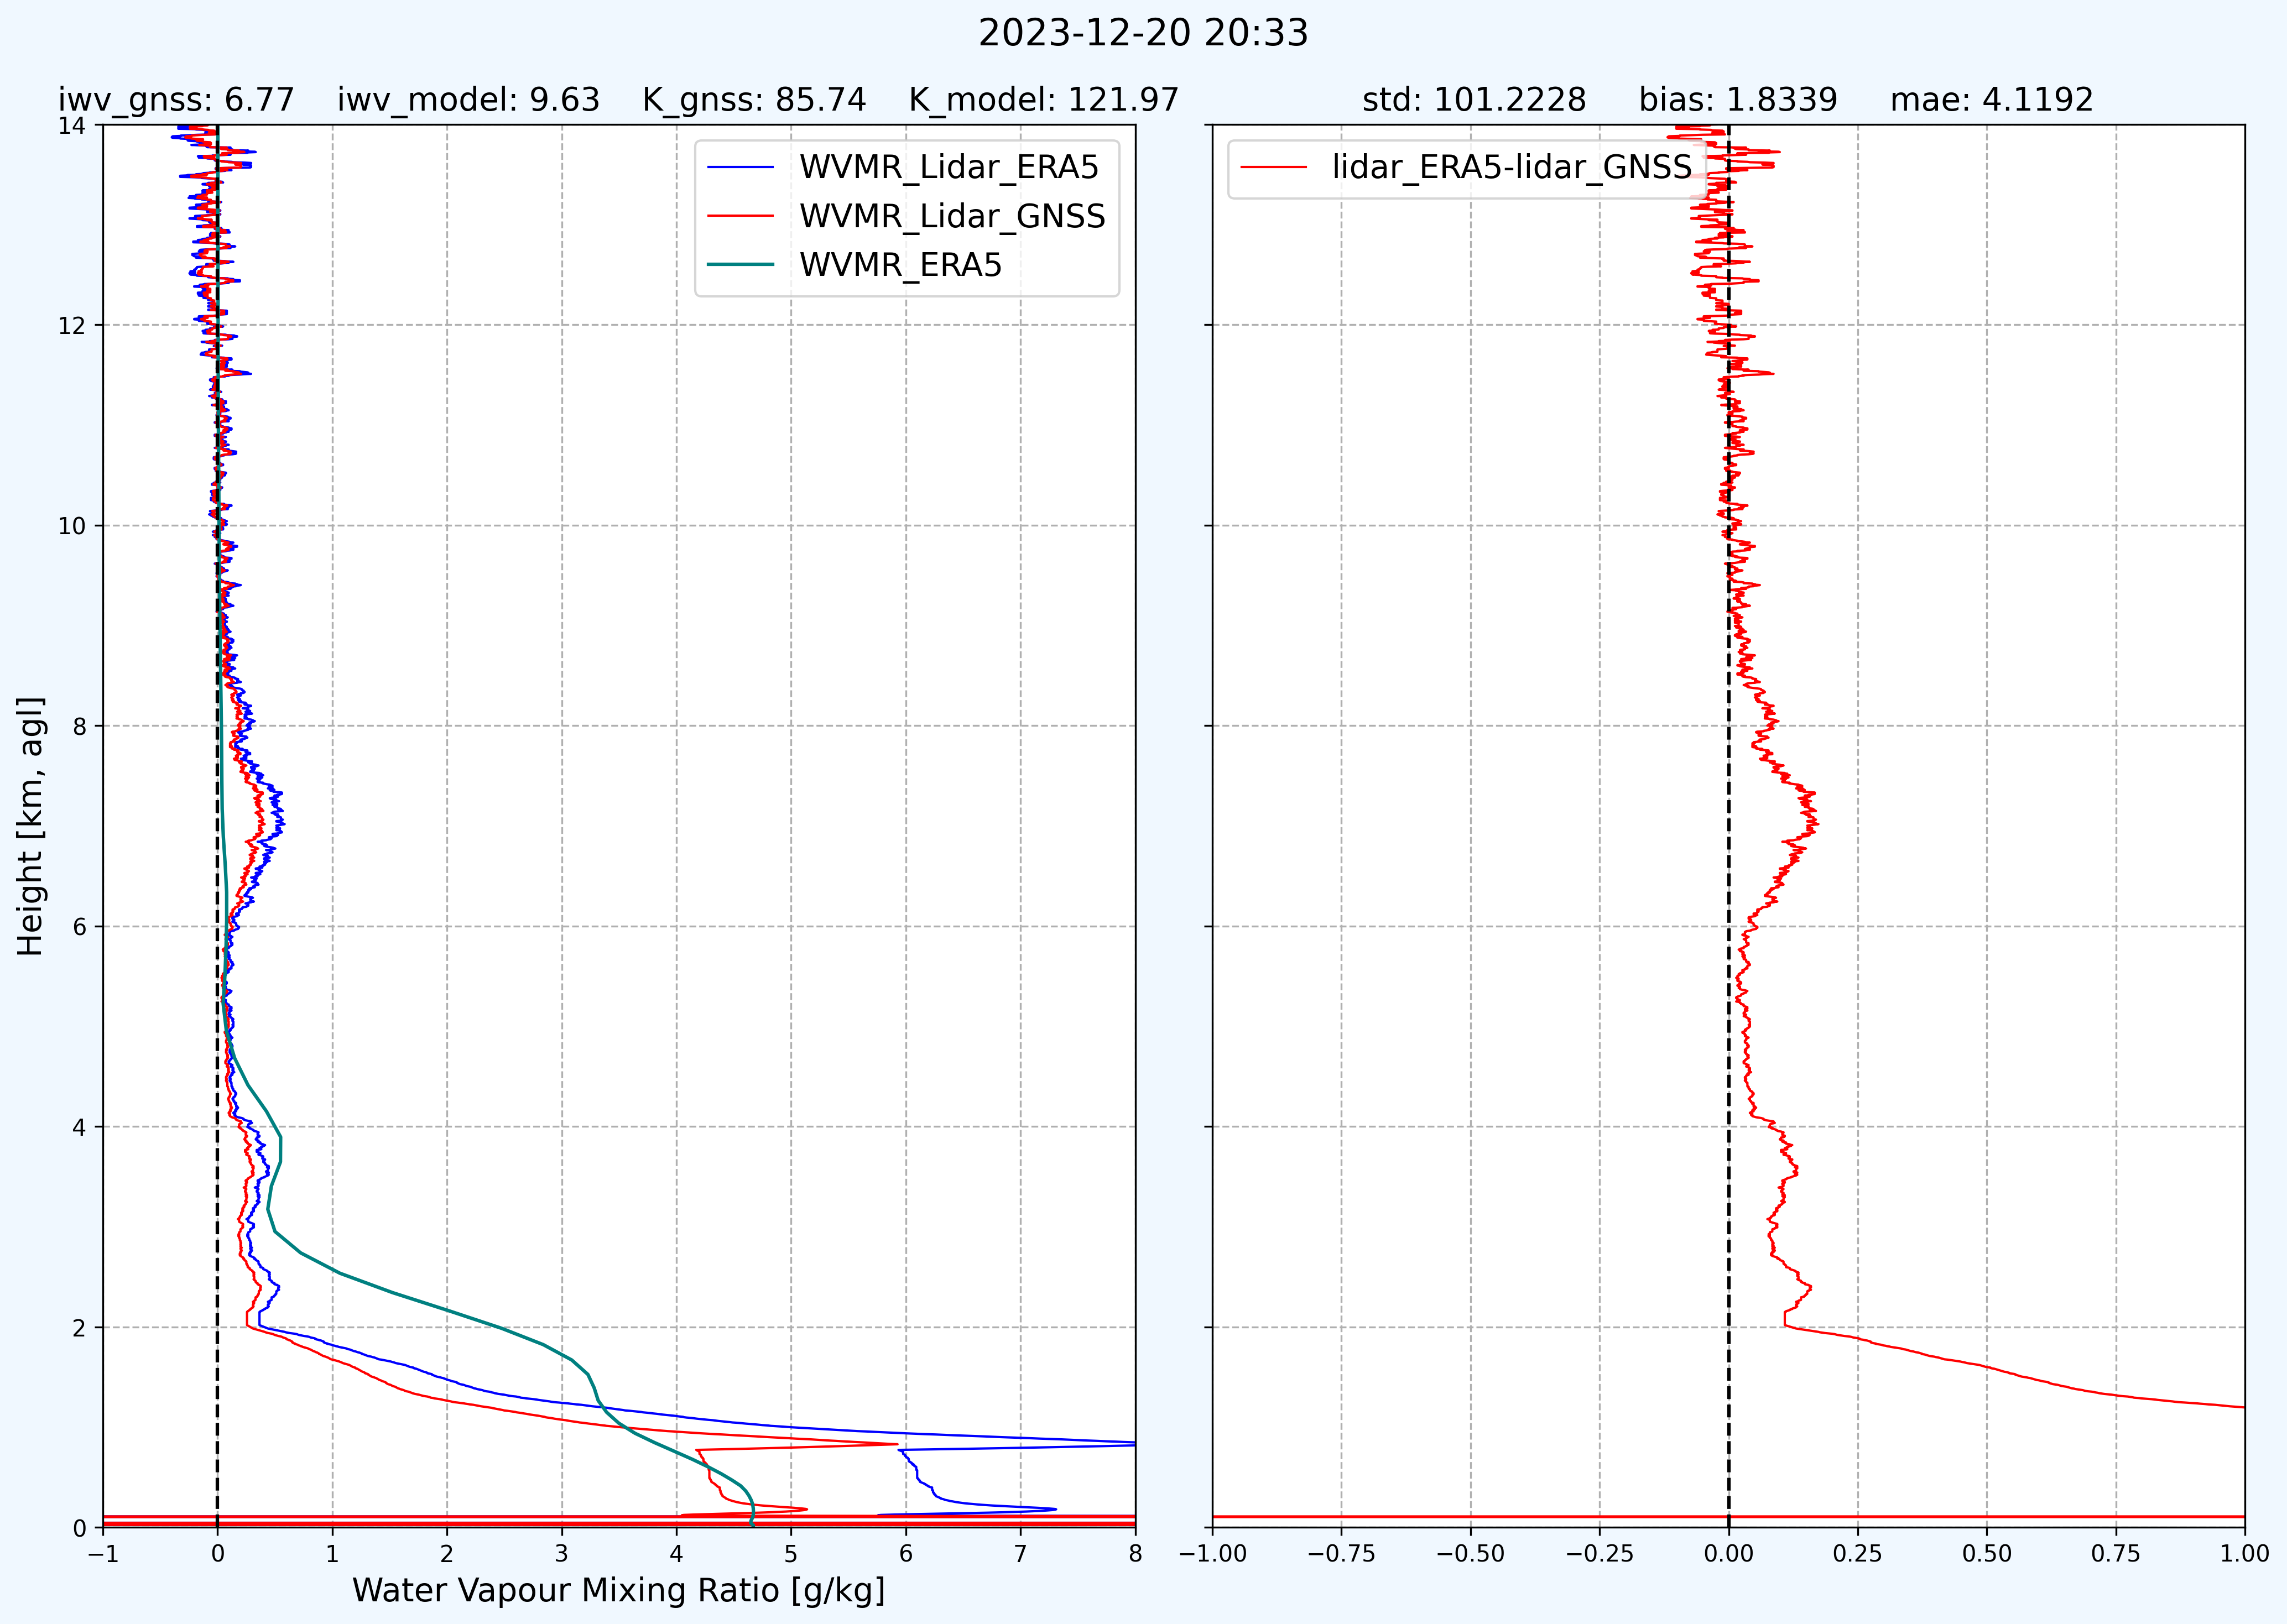 2023-12-20 20:33
iwv_gnss: 6.77 iwv_model: 9.63 K_gnss: 85.74 K_model: 121.97
std: 101.2228 bias: 1.8339 mae: 4.1192
WVMR_Lidar_ERA5
WVMR_Lidar_GNSS
WVMR_ERA5
lidar_ERA5-lidar_GNSS
Height [km, agl]
14
12
10
8
6
4
2
0
−1 0 1 2 3 4 5 6 7 8
Water Vapour Mixing Ratio [g/kg]
−1.00 −0.75 −0.50 −0.25 0.00 0.25 0.50 0.75 1.00